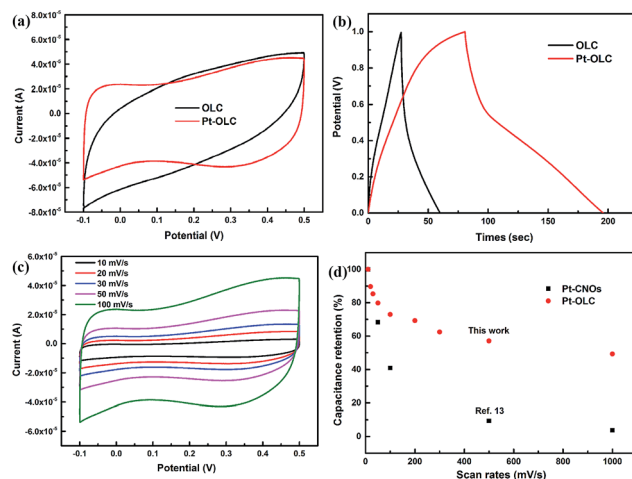 (a)
8.0x10⁻⁵
6.0x10⁻⁵
4.0x10⁻⁵
2.0x10⁻⁵
0.0
-2.0x10⁻⁵
-4.0x10⁻⁵
-6.0x10⁻⁵
-8.0x10⁻⁵
Current (A)
OLC
Pt-OLC
-0.1 0.0 0.1 0.2 0.3 0.4 0.5
Potential (V)
(b)
1.0
0.8
0.6
0.4
0.2
0.0
Potential (V)
OLC
Pt-OLC
0 50 100 150 200
Times (sec)
(c)
6.0x10⁻⁵
4.0x10⁻⁵
2.0x10⁻⁵
0.0
-2.0x10⁻⁵
-4.0x10⁻⁵
-6.0x10⁻⁵
Current (A)
10 mV/s
20 mV/s
30 mV/s
50 mV/s
100 mV/s
-0.1 0.0 0.1 0.2 0.3 0.4 0.5
Potential (V)
(d)
100
80
60
40
20
0
Capacitance retention (%)
Pt-CNOs
Pt-OLC
This work
Ref. 13
0 200 400 600 800 1000
Scan rates (mV/s)